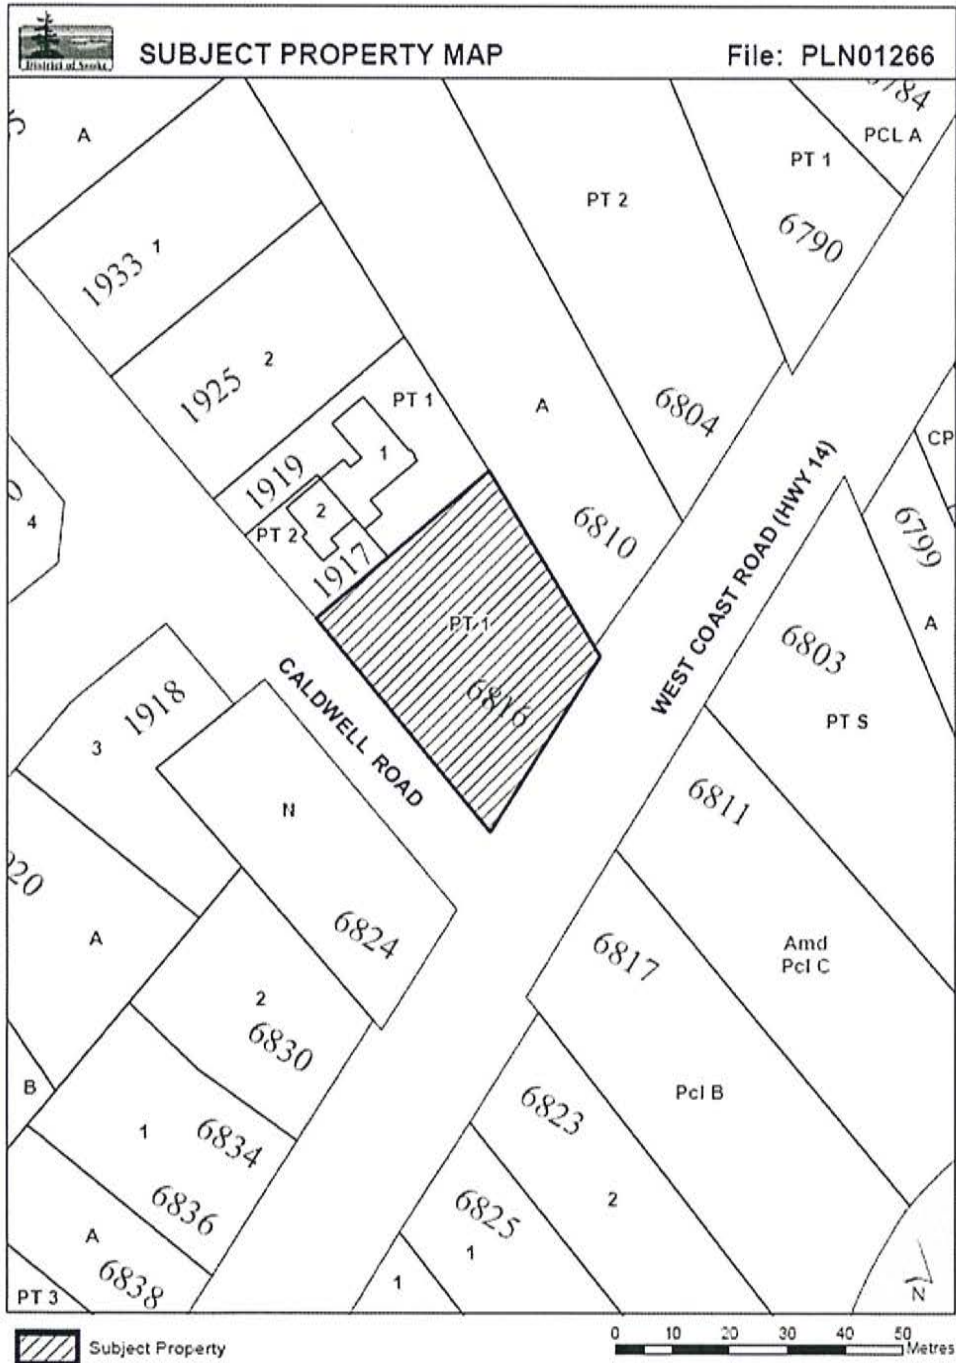 District of Sooke
SUBJECT PROPERTY MAP
File: PLN01266
A
PCL A
PT 1
PT 2
6790
1
1933
2
1925
PT 1
A
6804
1
1919
CP
2
PT 2
6810
4
6799
1917
WEST COAST ROAD (HWY 14)
PT 1
A
6803
6816
CALDWELL ROAD
1918
3
PT S
6811
N
6824
A
6817
Amd
Pcl C
2
6830
B
Pcl B
6823
1
6834
2
6836
6825
1
A
6838
1
PT 3
N
Subject Property
0 10 20 30 40 50
Metres